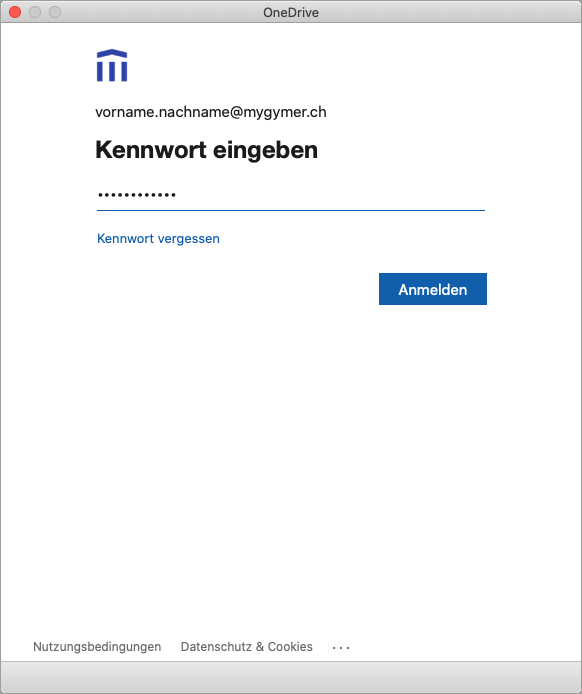 OneDrive
vorname.nachname@mygymer.ch
Kennwort eingeben
••••••••••••
Kennwort vergessen
Anmelden
Nutzungsbedingungen Datenschutz & Cookies ···